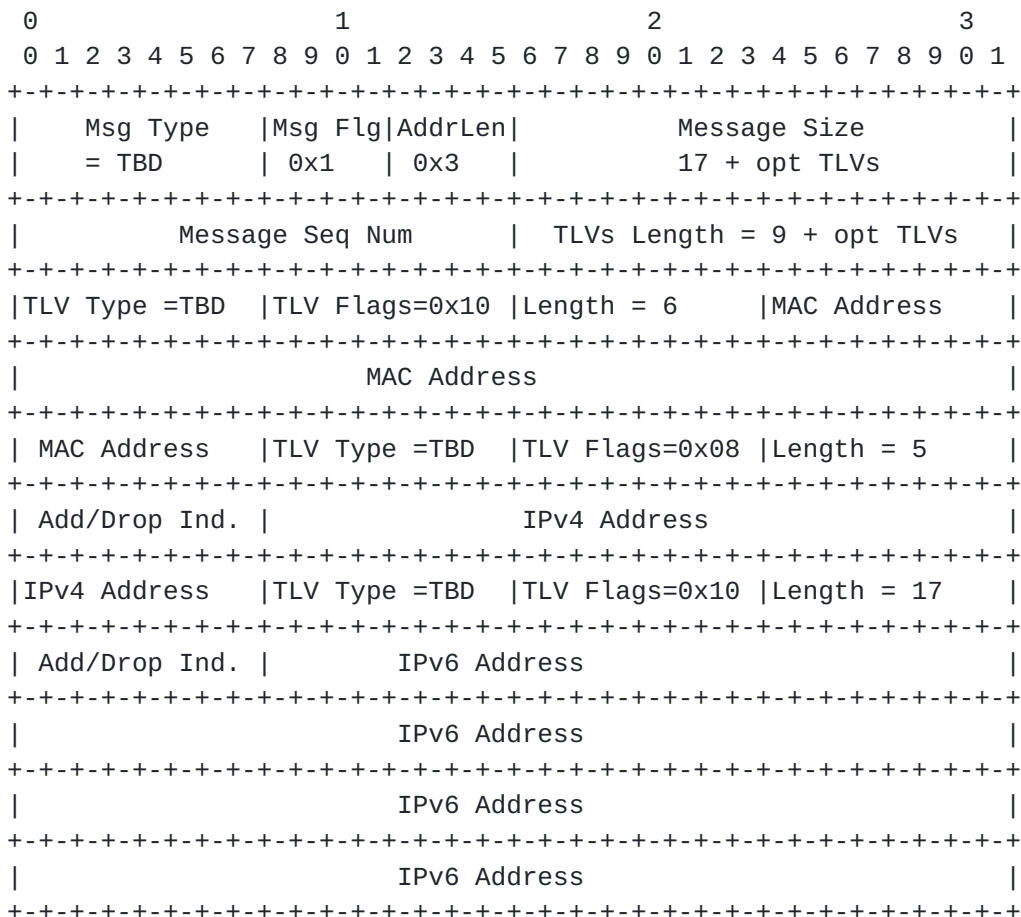 0                   1                   2                   3
 0 1 2 3 4 5 6 7 8 9 0 1 2 3 4 5 6 7 8 9 0 1 2 3 4 5 6 7 8 9 0 1
+-+-+-+-+-+-+-+-+-+-+-+-+-+-+-+-+-+-+-+-+-+-+-+-+-+-+-+-+-+-+-+-+
|    Msg Type   |Msg Flg|AddrLen|          Message Size         |
|    = TBD      | 0x1   | 0x3   |          17 + opt TLVs        |
+-+-+-+-+-+-+-+-+-+-+-+-+-+-+-+-+-+-+-+-+-+-+-+-+-+-+-+-+-+-+-+-+
|          Message Seq Num      |  TLVs Length = 9 + opt TLVs   |
+-+-+-+-+-+-+-+-+-+-+-+-+-+-+-+-+-+-+-+-+-+-+-+-+-+-+-+-+-+-+-+-+
|TLV Type =TBD  |TLV Flags=0x10 |Length = 6     |MAC Address    |
+-+-+-+-+-+-+-+-+-+-+-+-+-+-+-+-+-+-+-+-+-+-+-+-+-+-+-+-+-+-+-+-+
|                      MAC Address                              |
+-+-+-+-+-+-+-+-+-+-+-+-+-+-+-+-+-+-+-+-+-+-+-+-+-+-+-+-+-+-+-+-+
| MAC Address   |TLV Type =TBD  |TLV Flags=0x08 |Length = 5     |
+-+-+-+-+-+-+-+-+-+-+-+-+-+-+-+-+-+-+-+-+-+-+-+-+-+-+-+-+-+-+-+-+
| Add/Drop Ind. |                IPv4 Address                   |
+-+-+-+-+-+-+-+-+-+-+-+-+-+-+-+-+-+-+-+-+-+-+-+-+-+-+-+-+-+-+-+-+
|IPv4 Address   |TLV Type =TBD  |TLV Flags=0x10 |Length = 17    |
+-+-+-+-+-+-+-+-+-+-+-+-+-+-+-+-+-+-+-+-+-+-+-+-+-+-+-+-+-+-+-+-+
| Add/Drop Ind. |        IPv6 Address                           |
+-+-+-+-+-+-+-+-+-+-+-+-+-+-+-+-+-+-+-+-+-+-+-+-+-+-+-+-+-+-+-+-+
|                        IPv6 Address                           |
+-+-+-+-+-+-+-+-+-+-+-+-+-+-+-+-+-+-+-+-+-+-+-+-+-+-+-+-+-+-+-+-+
|                        IPv6 Address                           |
+-+-+-+-+-+-+-+-+-+-+-+-+-+-+-+-+-+-+-+-+-+-+-+-+-+-+-+-+-+-+-+-+
|                        IPv6 Address                           |
+-+-+-+-+-+-+-+-+-+-+-+-+-+-+-+-+-+-+-+-+-+-+-+-+-+-+-+-+-+-+-+-+